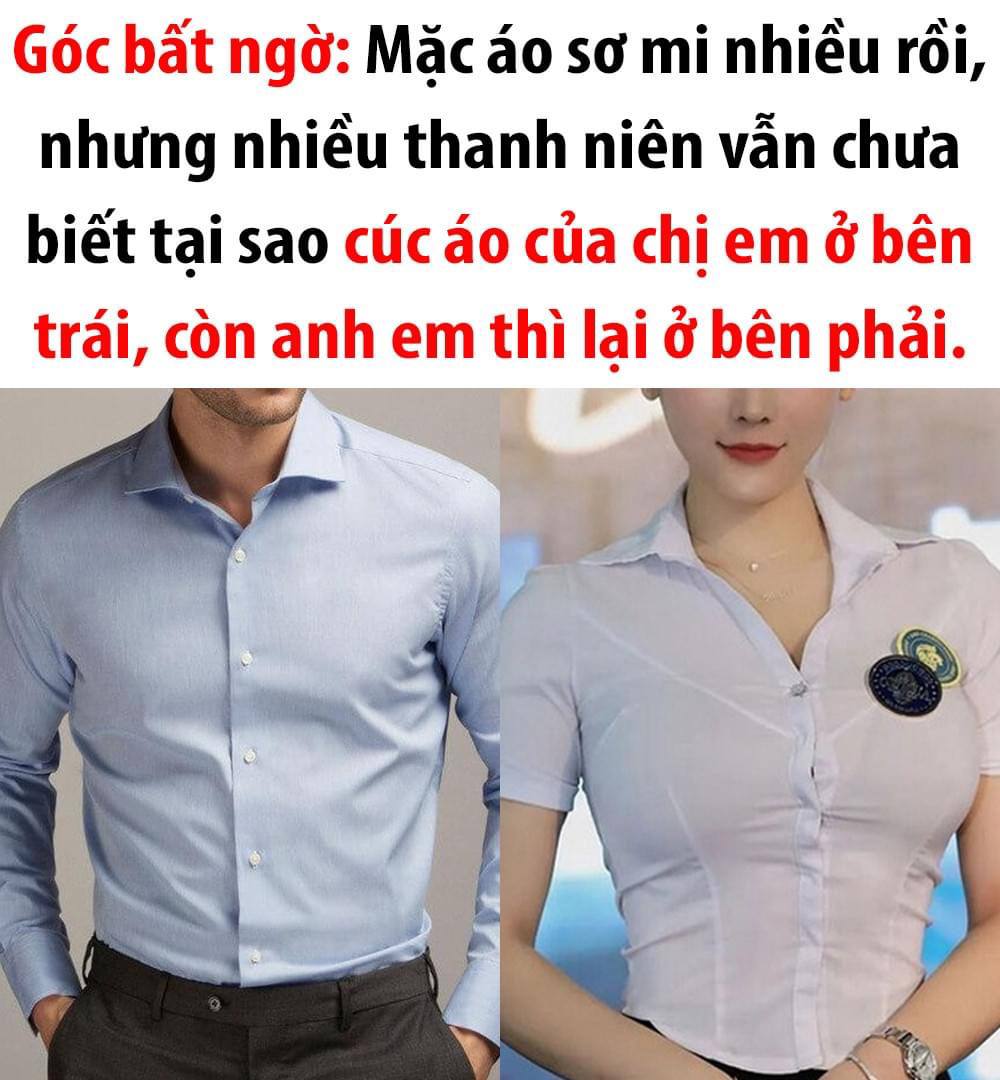 Góc bất ngờ: Mặc áo sơ mi nhiều rồi,
nhưng nhiều thanh niên vẫn chưa
biết tại sao cúc áo của chị em ở bên
trái, còn anh em thì lại ở bên phải.